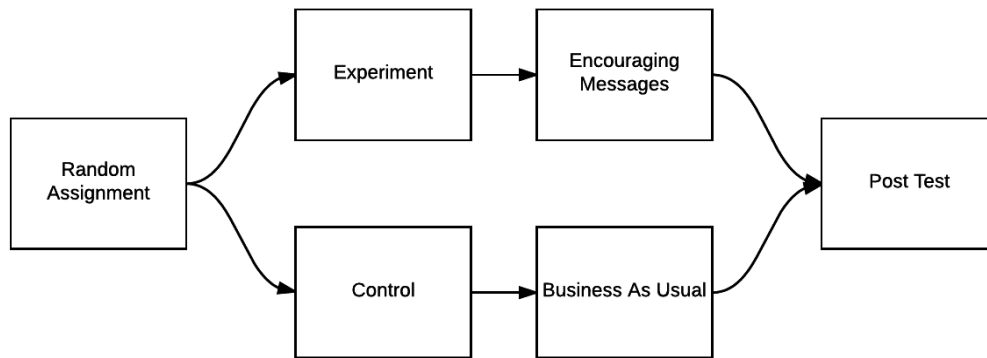 Random
Assignment
Experiment
Encouraging
Messages
Control
Business As Usual
Post Test